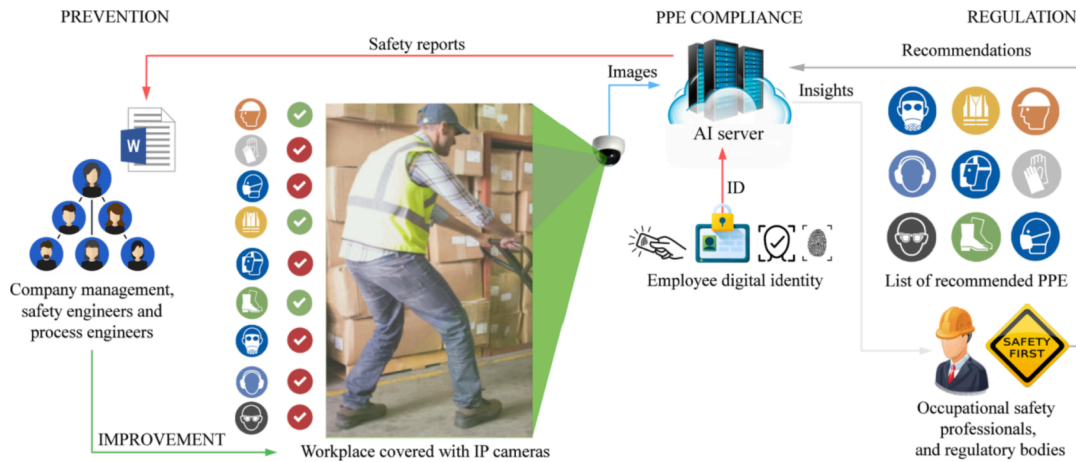 PREVENTION
PPE COMPLIANCE
REGULATION
Safety reports
Images
Recommendations
Insights
AI server
W
ID
Employee digital identity
List of recommended PPE
Company management,
safety engineers and
process engineers
SAFETY
FIRST
Occupational safety
professionals,
and regulatory bodies
IMPROVEMENT
Workplace covered with IP cameras